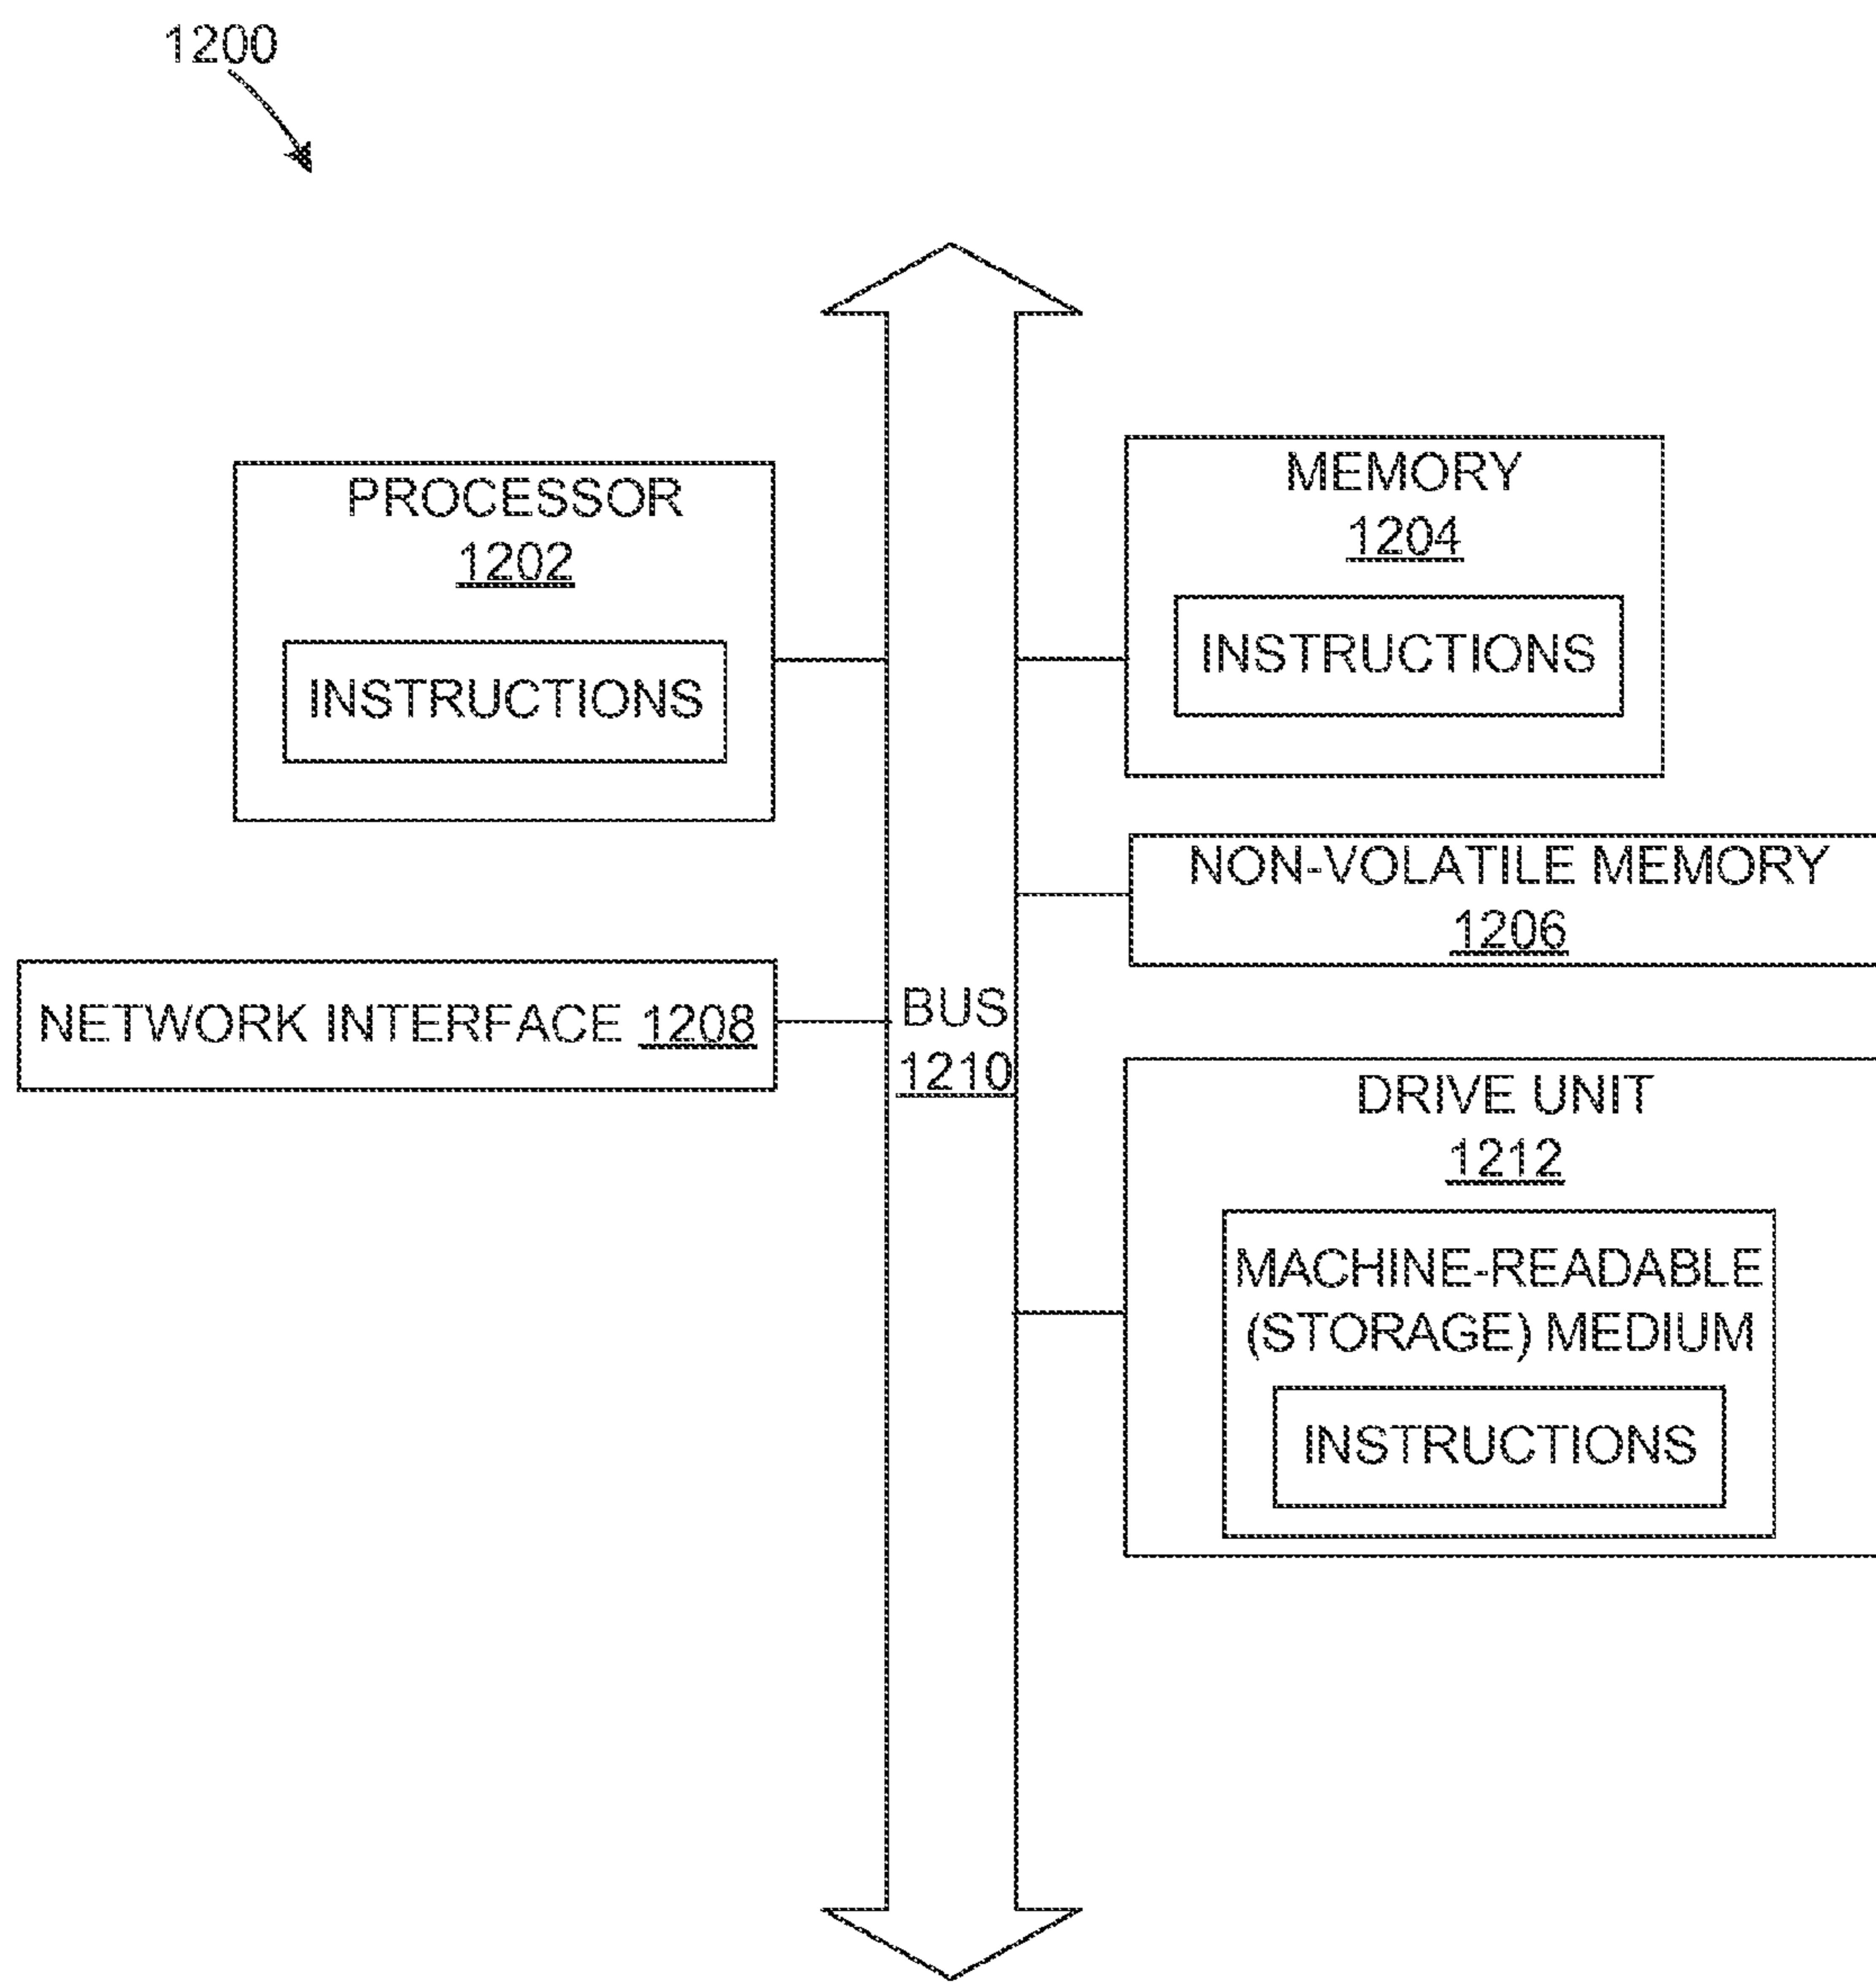 1200
PROCESSOR
1202
INSTRUCTIONS
MEMORY
1204
INSTRUCTIONS
NON-VOLATILE MEMORY
1206
NETWORK INTERFACE 1208
BUS
1210
DRIVE UNIT
1212
MACHINE-READABLE
(STORAGE) MEDIUM
INSTRUCTIONS